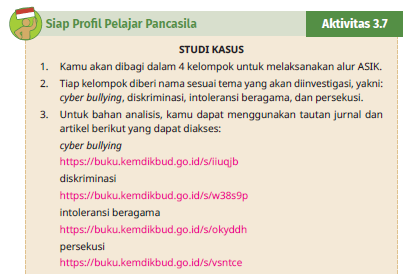 Siap Profil Pelajar Pancasila
Aktivitas 3.7
STUDI KASUS
1. Kamu akan dibagi dalam 4 kelompok untuk melaksanakan alur ASIK.
2. Tiap kelompok diberi nama sesuai tema yang akan diinvestigasi, yakni:
cyber bullying, diskriminasi, intoleransi beragama, dan persekusi.
3. Untuk bahan analisis, kamu dapat menggunakan tautan jurnal dan
artikel berikut yang dapat diakses:
cyber bullying
https://buku.kemdikbud.go.id/s/iiuqjb
diskriminasi
https://buku.kemdikbud.go.id/s/w38s9p
intoleransi beragama
https://buku.kemdikbud.go.id/s/okyddh
persekusi
https://buku.kemdikbud.go.id/s/vsntce